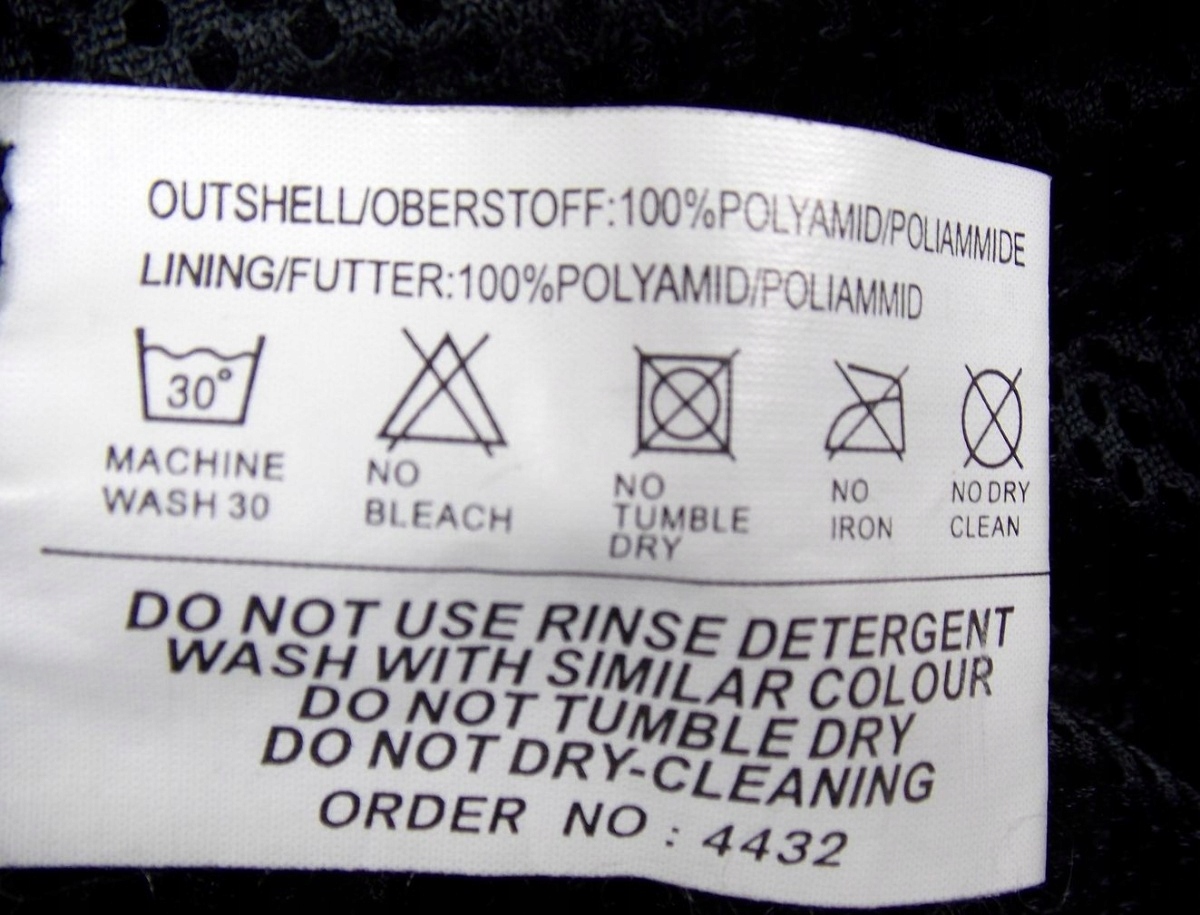 OUTSHELL/OBERSTOFF:100%POLYAMID/POLIAMMIDE
LINING/FUTTER:100%POLYAMID/POLIAMMID
30°
MACHINE
WASH 30
NO
BLEACH
NO
TUMBLE
DRY
NO
IRON
NO DRY
CLEAN
DO NOT USE RINSE DETERGENT
WASH WITH SIMILAR COLOUR
DO NOT TUMBLE DRY
DO NOT DRY-CLEANING
ORDER NO : 4432